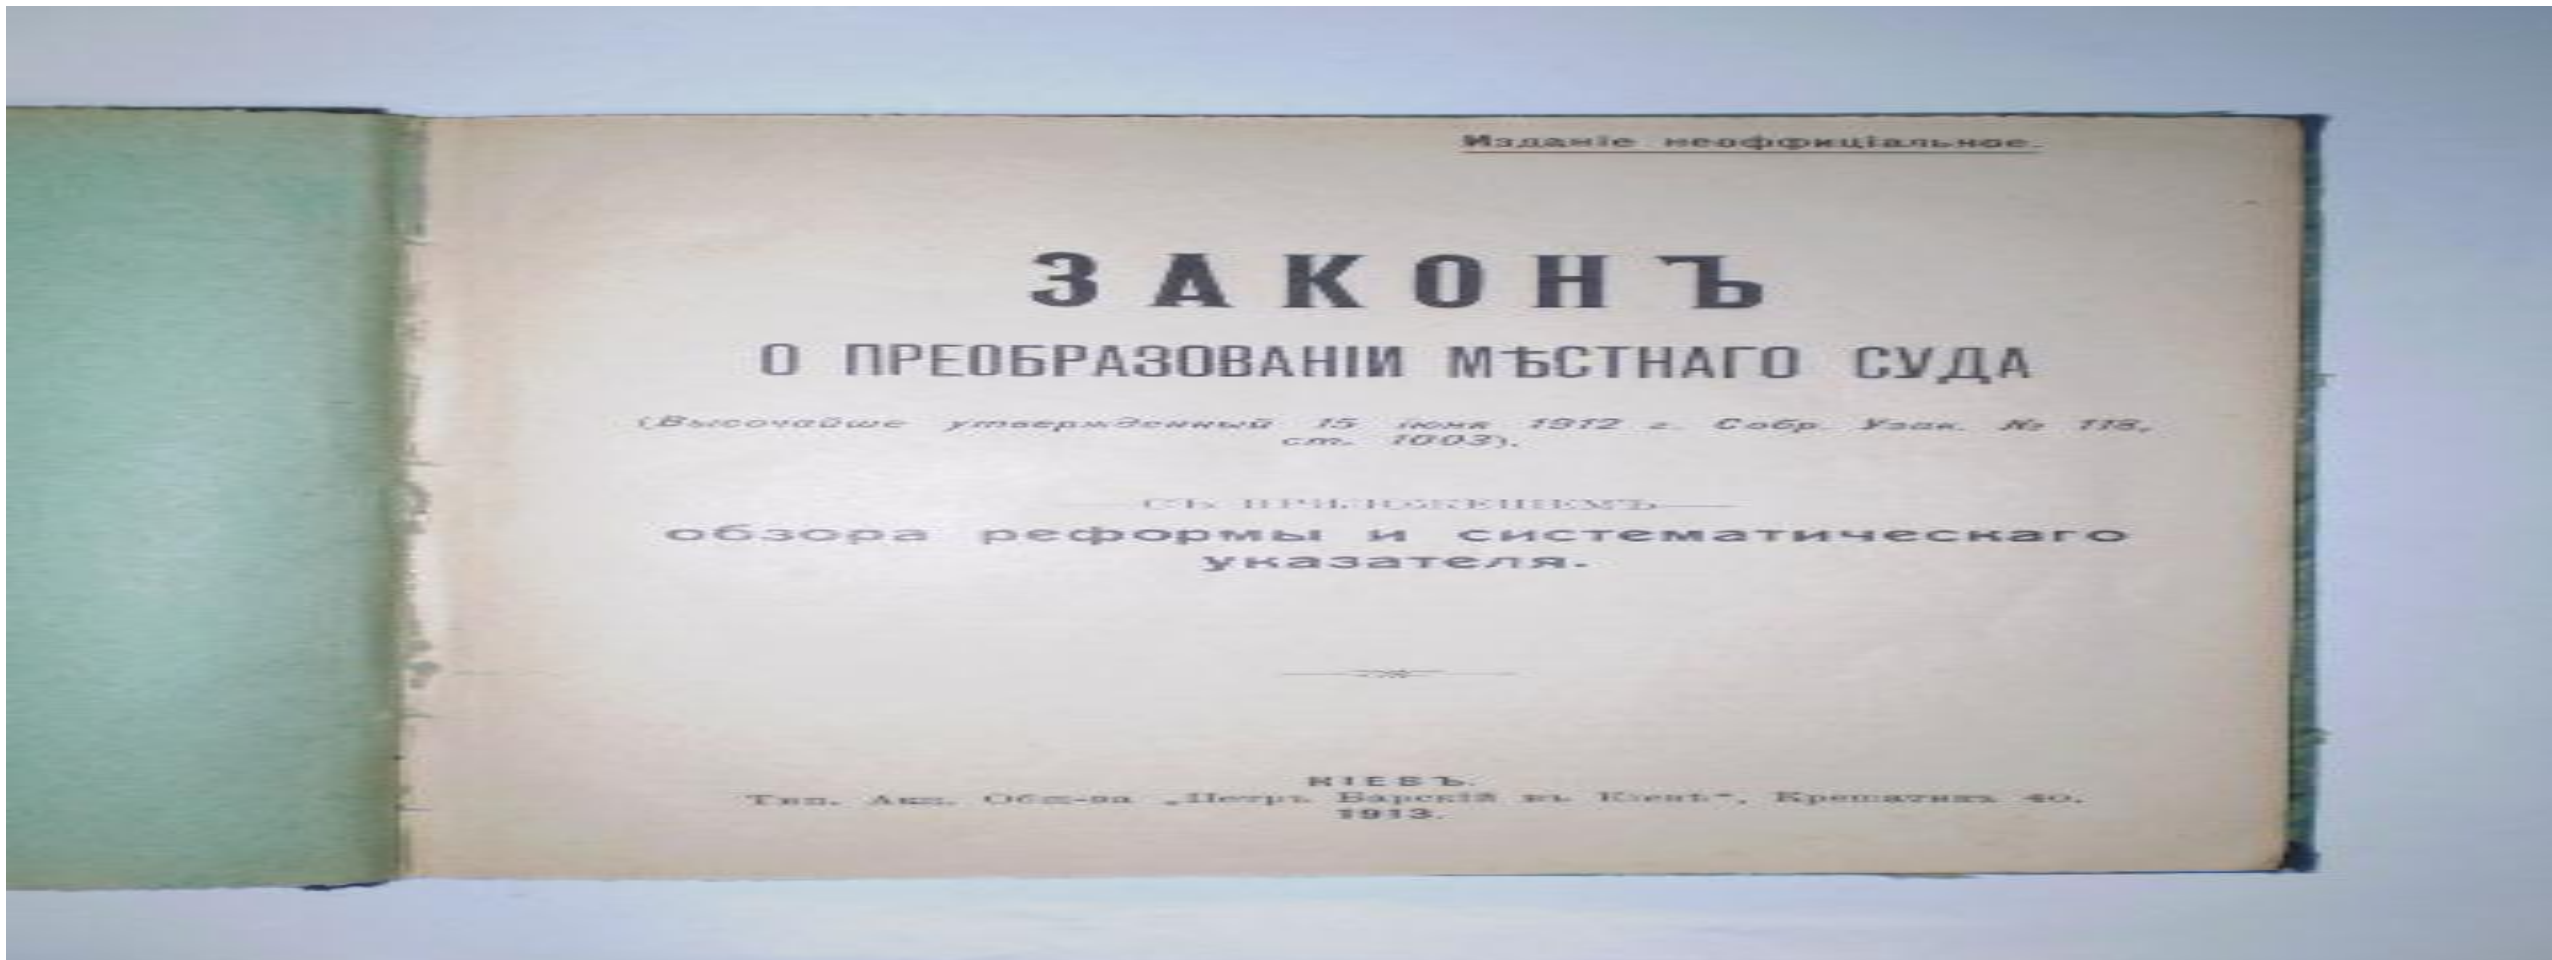 Изданіе неоффиціальное.
ЗАКОНЪ
О ПРЕОБРАЗОВАНІИ МѢСТНАГО СУДА
(Высочайше утвержденный 15 іюня 1912 г. Собр. Узак. № 118,
ст. 1003).
СЪ ПРИЛОЖЕНІЕМЪ
обзора реформы и систематическаго
указателя.
КІЕВЪ.
Тип. Акц. Общ-ва „Петръ Барскій въ Кіевѣ“, Крещатикъ 40.
1913.